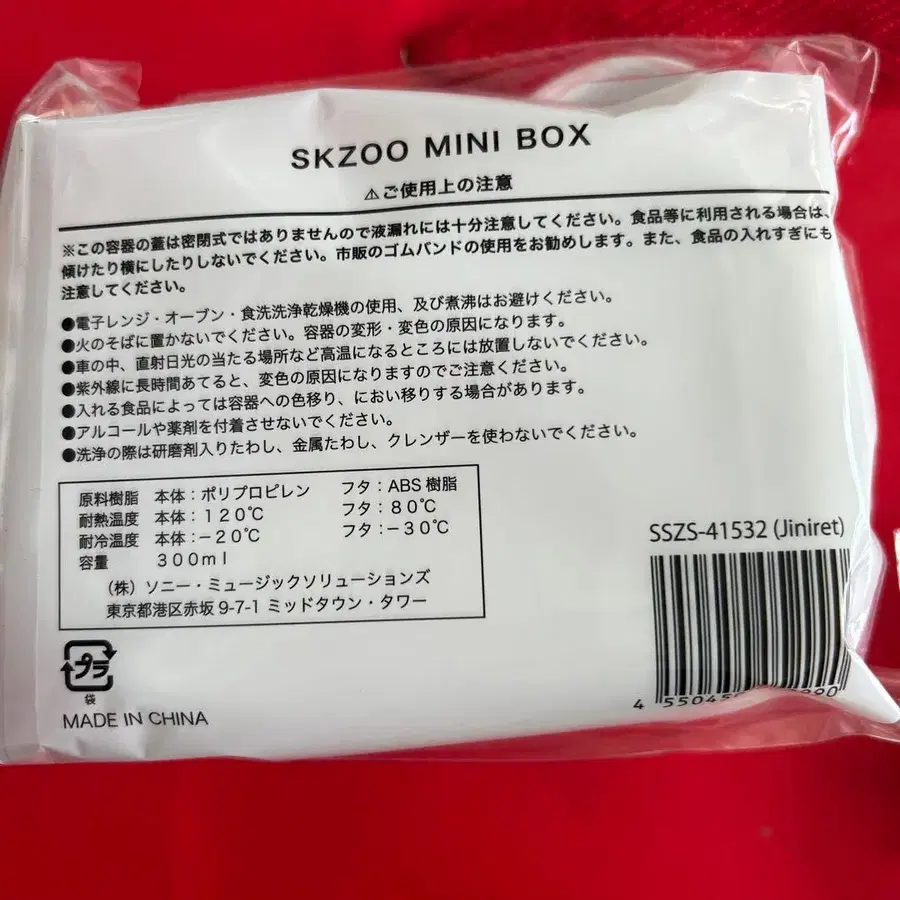 SKZOO MINI BOX
⚠ご使用上の注意
※この容器の蓋は密閉式ではありませんので液漏れには十分注意してください。食品等に利用される場合は、
傾けたり横にしたりしないでください。市販のゴムバンドの使用をお勧めします。また、食品の入れすぎにも
注意してください。
●電子レンジ・オーブン・食洗洗浄乾燥機の使用、及び煮沸はお避けください。
●火のそばに置かないでください。容器の変形・変色の原因になります。
●車の中、直射日光の当たる場所など高温になるところには放置しないでください。
●紫外線に長時間あてると、変色の原因になりますのでご注意ください。
●入れる食品によっては容器への色移り、におい移りする場合があります。
●アルコールや薬剤を付着させないでください。
●洗浄の際は研磨剤入りたわし、金属たわし、クレンザーを使わないでください。
原料樹脂 本体：ポリプロピレン フタ：ABS樹脂
耐熱温度 本体：１２０℃ フタ：８０℃
耐冷温度 本体：－２０℃ フタ：－３０℃
容量 ３００ｍｌ
（株）ソニー・ミュージックソリューションズ
東京都港区赤坂 9-7-1 ミッドタウン・タワー
SSZS-41532 (Jiniret)
プラ
袋
MADE IN CHINA